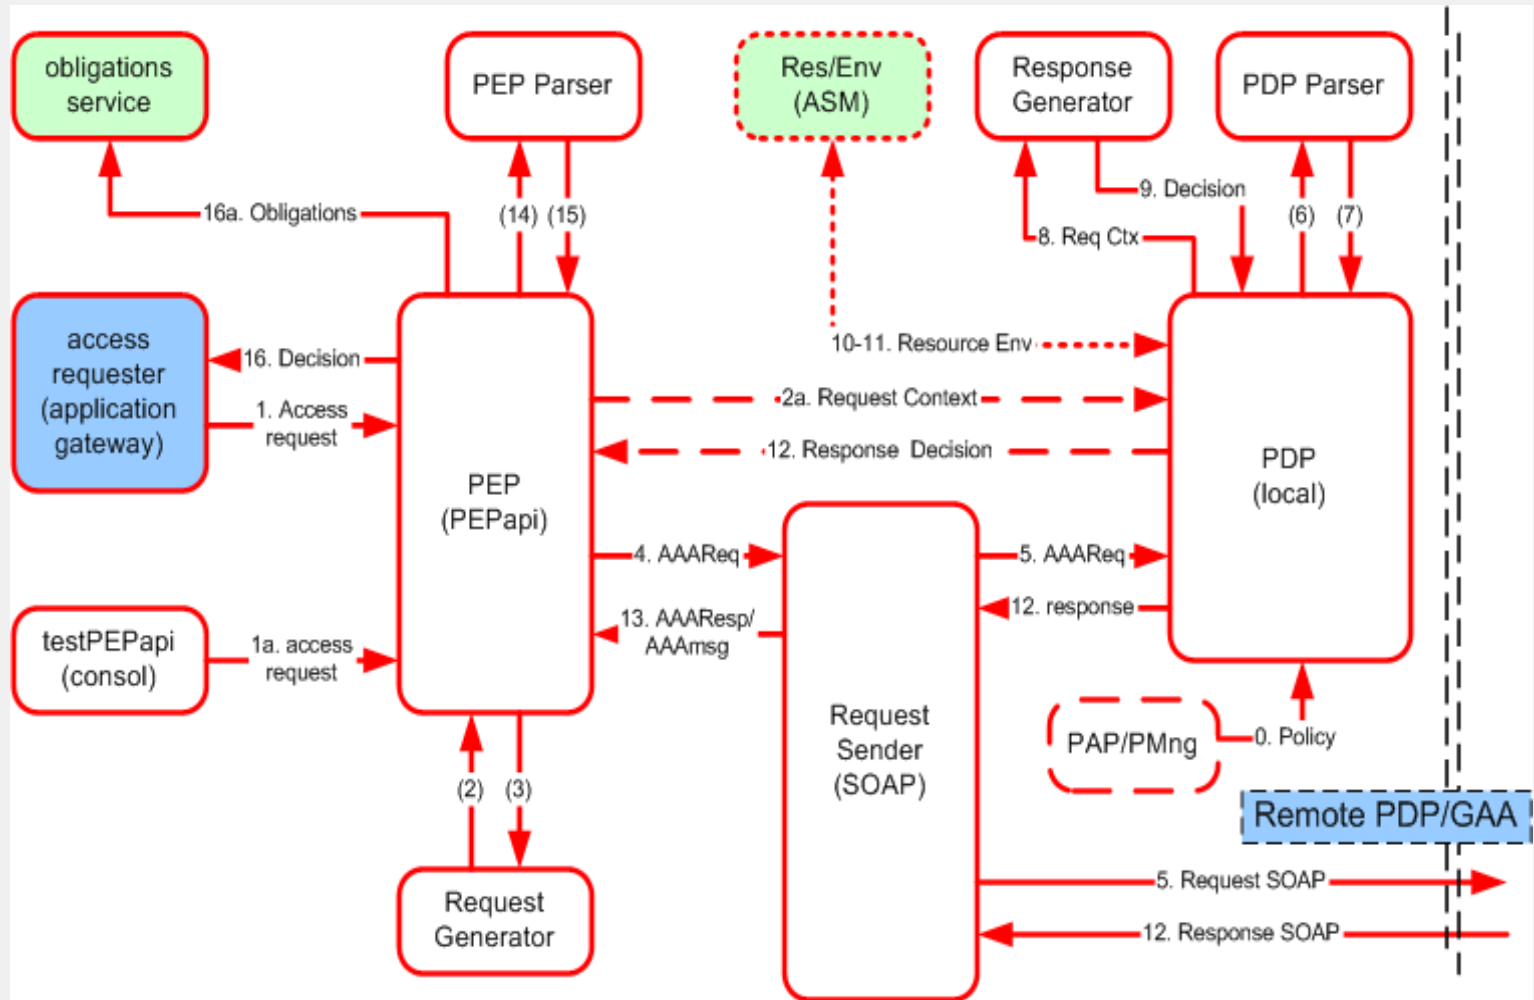 obligations
service
PEP Parser
Res/Env
(ASM)
Response
Generator
PDP Parser
16a. Obligations
(14)
(15)
9. Decision
8. Req Ctx
(6)
(7)
access
requester
(application
gateway)
16. Decision
1. Access
request
10-11. Resource Env
2a. Request Context
12. Response Decision
PEP
(PEPapi)
PDP
(local)
4. AAAReq
5. AAAReq
13. AAAResp/
AAAmsg
12. response
testPEPapi
(consol)
1a. access
request
Request
Sender
(SOAP)
PAP/PMng
0. Policy
(2)
(3)
Remote PDP/GAA
Request
Generator
5. Request SOAP
12. Response SOAP